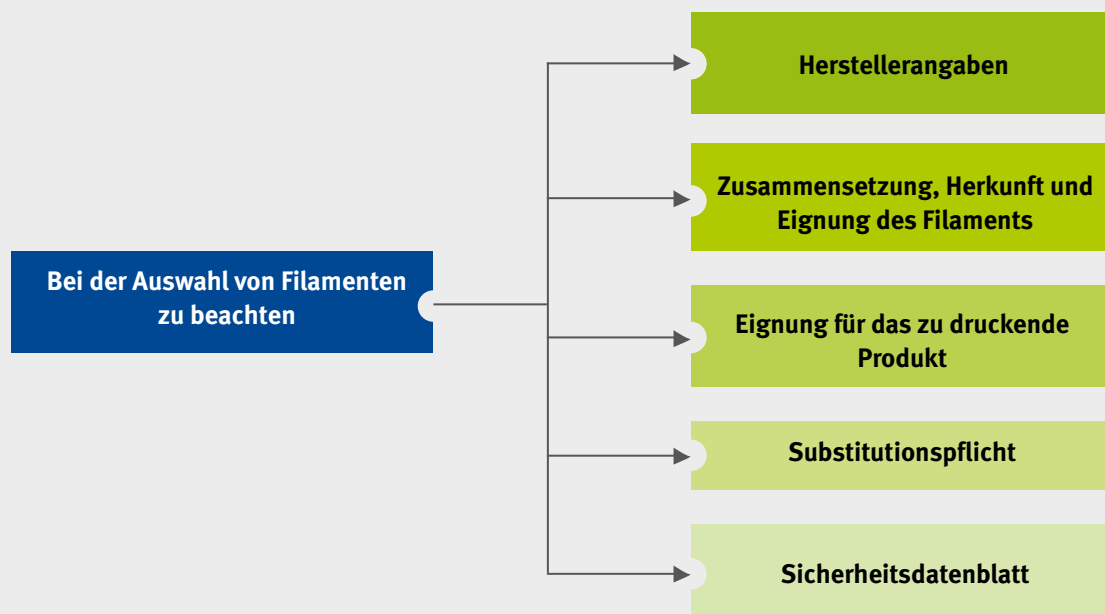 Herstellerangaben
Zusammensetzung, Herkunft und
Eignung des Filaments
Bei der Auswahl von Filamenten
zu beachten
Eignung für das zu druckende
Produkt
Substitutionspflicht
Sicherheitsdatenblatt